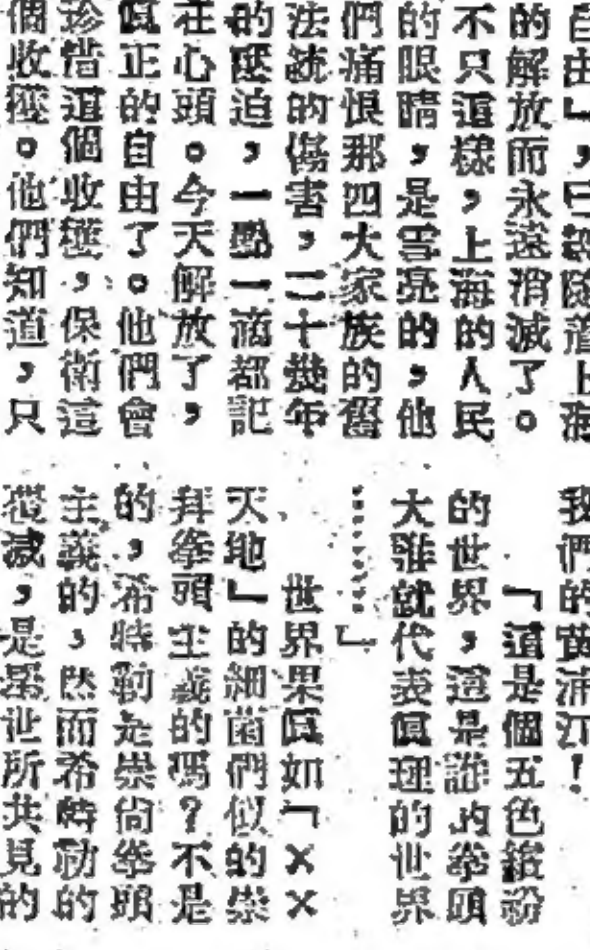 自由」，已經隨着上海
的解放而永遠消滅了。
不只這樣，上海的人民
的眼睛，是雪亮的，他
們痛恨那四大家族的舊
法統的傷害，二十幾年
的壓迫，一點一滴都記
在心頭。今天解放了，
眞正的自由了。他們會
珍惜這個收穫，保衛這
個收穫。他們知道，只
我們的黃浦江！
「這是個五色繽紛
的世界，這是誰的拳頭
大誰就代表眞理的世界
……」
世界果眞如「××
天地」的細菌們似的崇
拜拳頭主義的嗎？不是
的，希特勒是崇尚拳頭
主義的，然而希特勒的
滅，是舉世所共見的